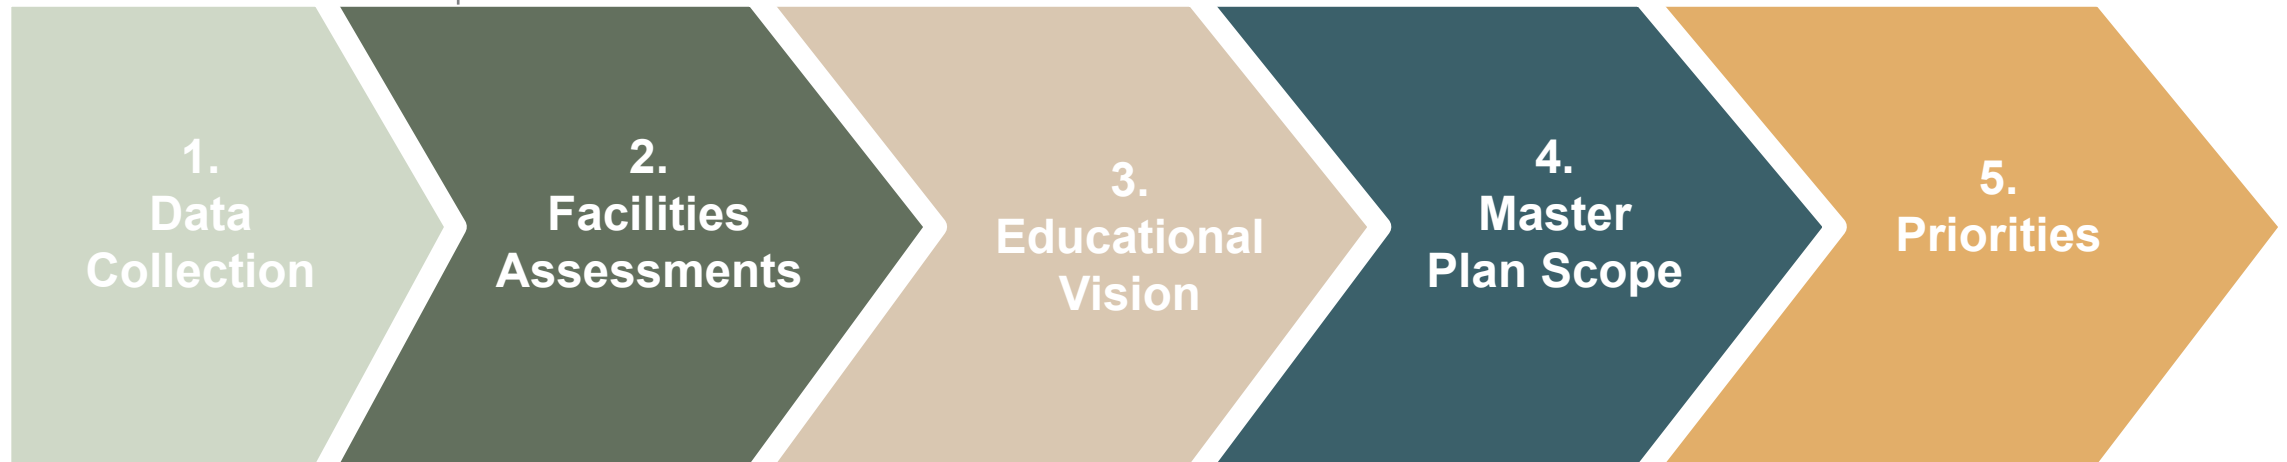 1.
Data
Collection
2.
Facilities
Assessments
3.
Educational
Vision
4.
Master
Plan Scope
5.
Priorities